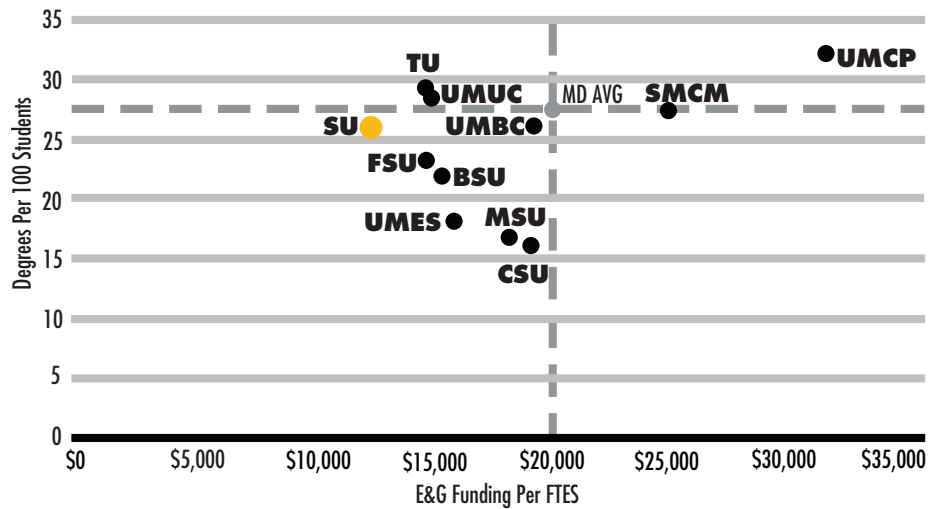 35
30
25
20
15
10
5
0
Degrees Per 100 Students
TU
UMUC
MD AVG
SMCM
UMCP
SU
UMBC
FSU
BSU
UMES
MSU
CSU
$0 $5,000 $10,000 $15,000 $20,000 $25,000 $30,000 $35,000
E&G Funding Per FTES